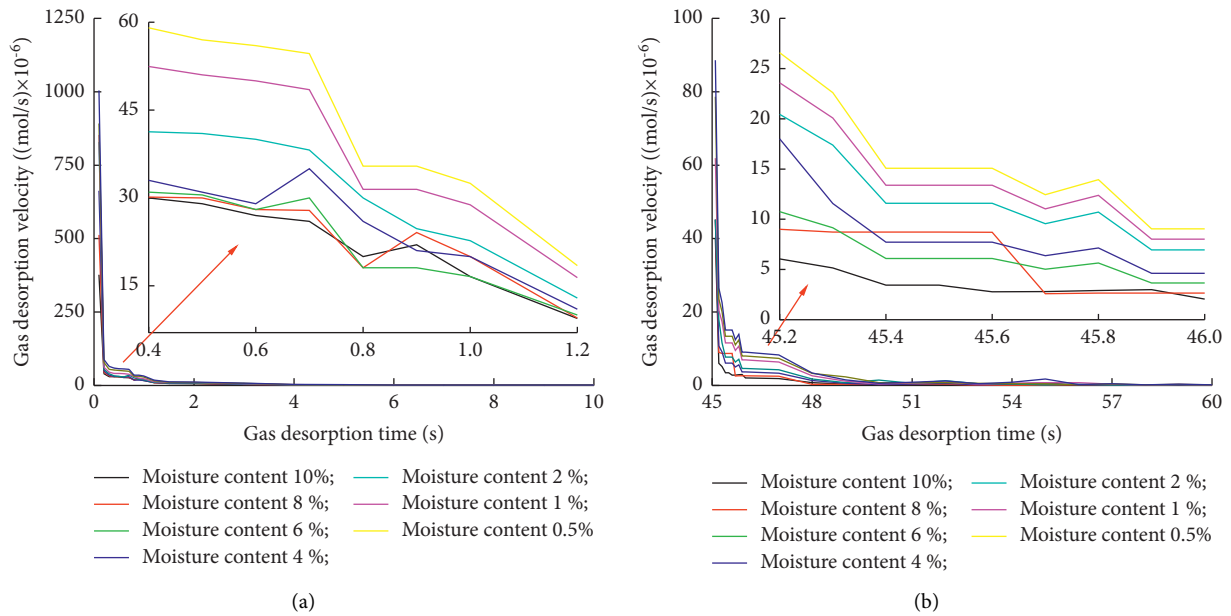 Gas desorption velocity ((mol/s)×10⁻⁶)
1250
1000
750
500
250
0
60
45
30
15
0.4 0.6 0.8 1.0 1.2
0 2 4 6 8 10
Gas desorption time (s)
Moisture content 10%;
Moisture content 8 %;
Moisture content 6 %;
Moisture content 4 %;
Moisture content 2 %;
Moisture content 1 %;
Moisture content 0.5%
(a)
Gas desorption velocity ((mol/s)×10⁻⁶)
100
80
60
40
20
0
30
25
20
15
10
5
0
45.2 45.4 45.6 45.8 46.0
45 48 51 54 57 60
Gas desorption time (s)
Moisture content 10%;
Moisture content 8 %;
Moisture content 6 %;
Moisture content 4 %;
Moisture content 2 %;
Moisture content 1 %;
Moisture content 0.5%
(b)